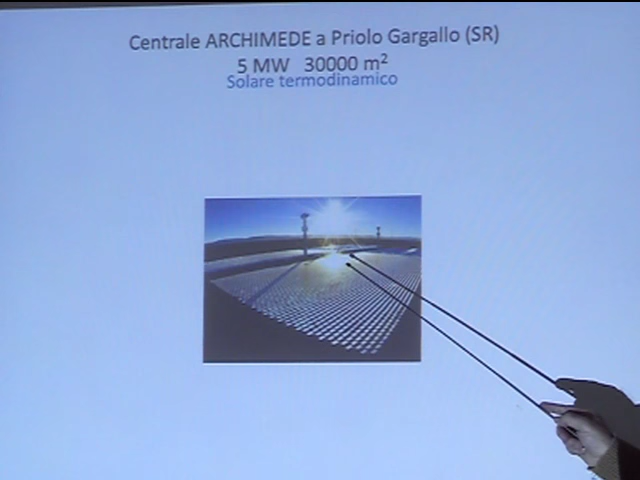 Centrale ARCHIMEDE a Priolo Gargallo (SR)
5 MW 30000 m²
Solare termodinamico